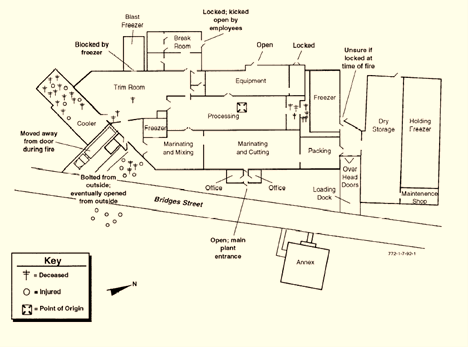 Blast
Freezer
Break
Room
Locked; kicked
open by
employees
Open
Locked
Unsure if
locked at
time of fire
Blocked by
freezer
Trim Room
Equipment
Freezer
Cooler
Processing
Dry
Storage
Holding
Freezer
Moved away
from door
during fire
Freezer
Marinating
and Mixing
Marinating
and Cutting
Packing
Over
Head
Doors
Bolted from
outside;
eventually opened
from outside
Office
Office
Loading
Dock
Maintenence
Shop
Bridges Street
Open; main
plant
entrance
Annex
772-1-7-92-1
Key
= Deceased
= Injured
= Point of Origin
N